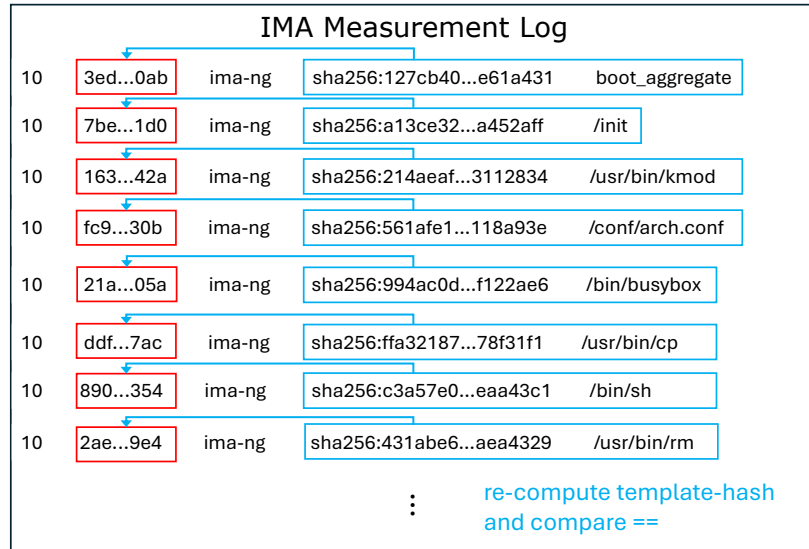 IMA Measurement Log
10 3ed...0ab ima-ng sha256:127cb40...e61a431 boot_aggregate
10 7be...1d0 ima-ng sha256:a13ce32...a452aff /init
10 163...42a ima-ng sha256:214aeaf...3112834 /usr/bin/kmod
10 fc9...30b ima-ng sha256:561afe1...118a93e /conf/arch.conf
10 21a...05a ima-ng sha256:994ac0d...f122ae6 /bin/busybox
10 ddf...7ac ima-ng sha256:ffa32187...78f31f1 /usr/bin/cp
10 890...354 ima-ng sha256:c3a57e0...eaa43c1 /bin/sh
10 2ae...9e4 ima-ng sha256:431abe6...aea4329 /usr/bin/rm
⋮
re-compute template-hash
and compare ==